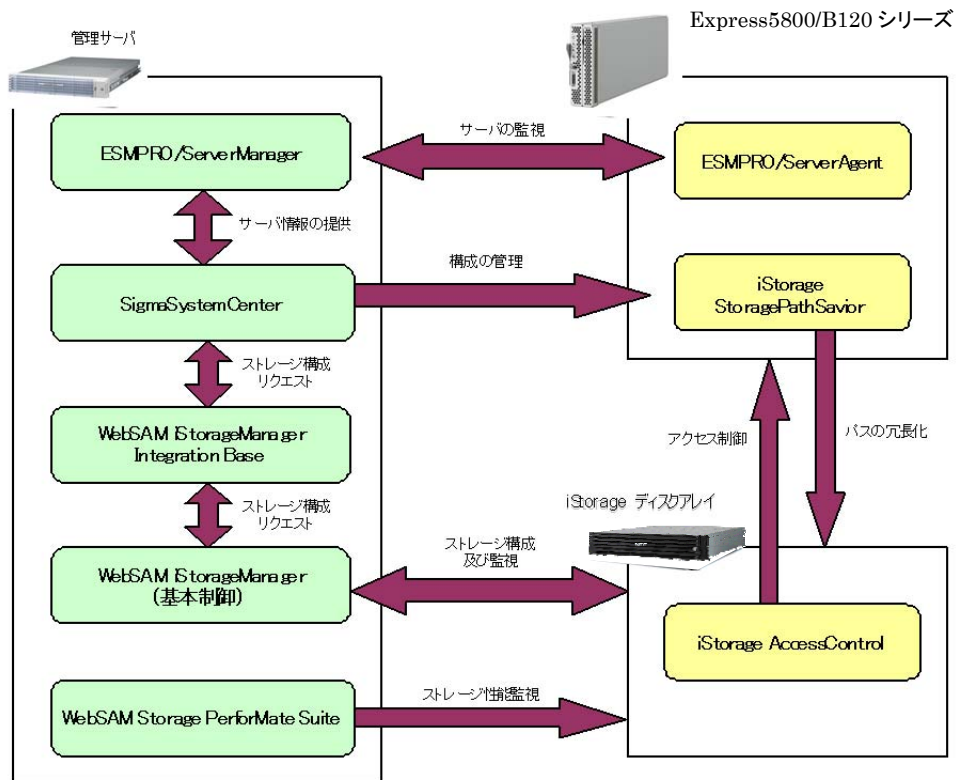 Express5800/B120 シリーズ
管理サーバ
ESMPRO/ServerManager
サーバの監視
ESMPRO/ServerAgent
サーバ情報の提供
SigmaSystemCenter
構成の管理
iStorage
StoragePathSavior
ストレージ構成
リクエスト
WebSAM iStorageManager
Integration Base
アクセス制御
パスの冗長化
ストレージ構成
リクエスト
iStorage ディスクアレイ
WebSAM iStorageManager
(基本制御)
ストレージ構成
及び監視
iStorage AccessControl
WebSAM Storage PerforMate Suite
ストレージ性能監視